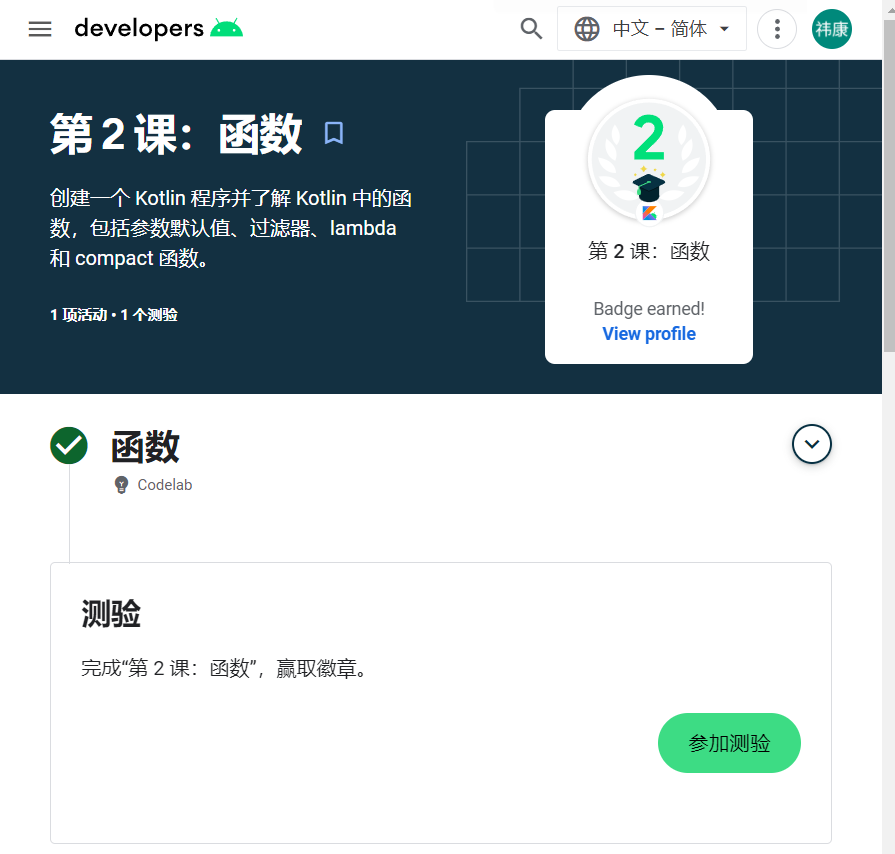 developers
中文 – 简体
祎康
第 2 课：函数
创建一个 Kotlin 程序并了解 Kotlin 中的函
数，包括参数默认值、过滤器、lambda
和 compact 函数。
1 项活动 • 1 个测验
2
第 2 课：函数
Badge earned!
View profile
函数
Codelab
测验
完成“第 2 课：函数”，赢取徽章。
参加测验